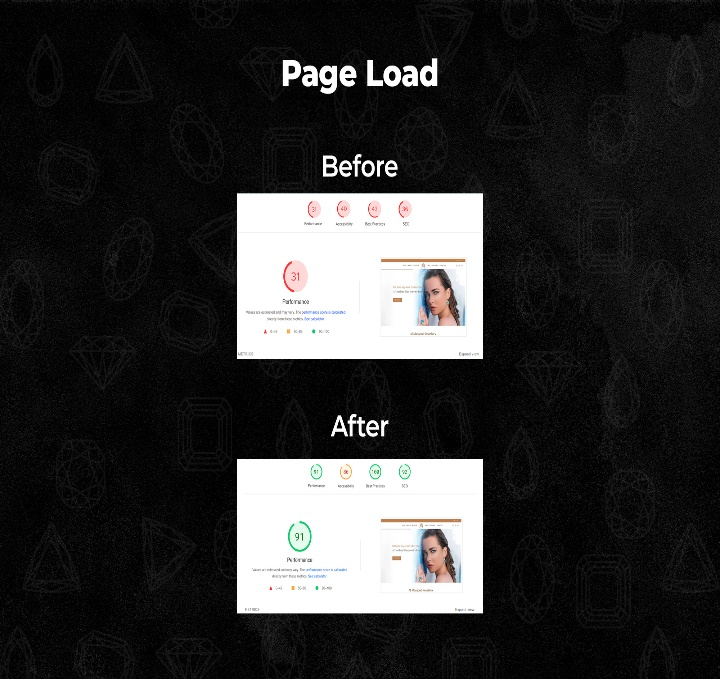 Page Load
Before
31 49 36
Performance Accessibility Best Practices SEO
31
Performance
Values are estimated and may vary. The performance score is calculated
directly from these metrics. See calculator.
0-49 50-89 90-100
METRICS Expand view
After
91 86 100 92
Performance Accessibility Best Practices SEO
91
Performance
Values are estimated and may vary. The performance score is calculated
directly from these metrics. See calculator.
0-49 50-89 90-100
METRICS Expand view